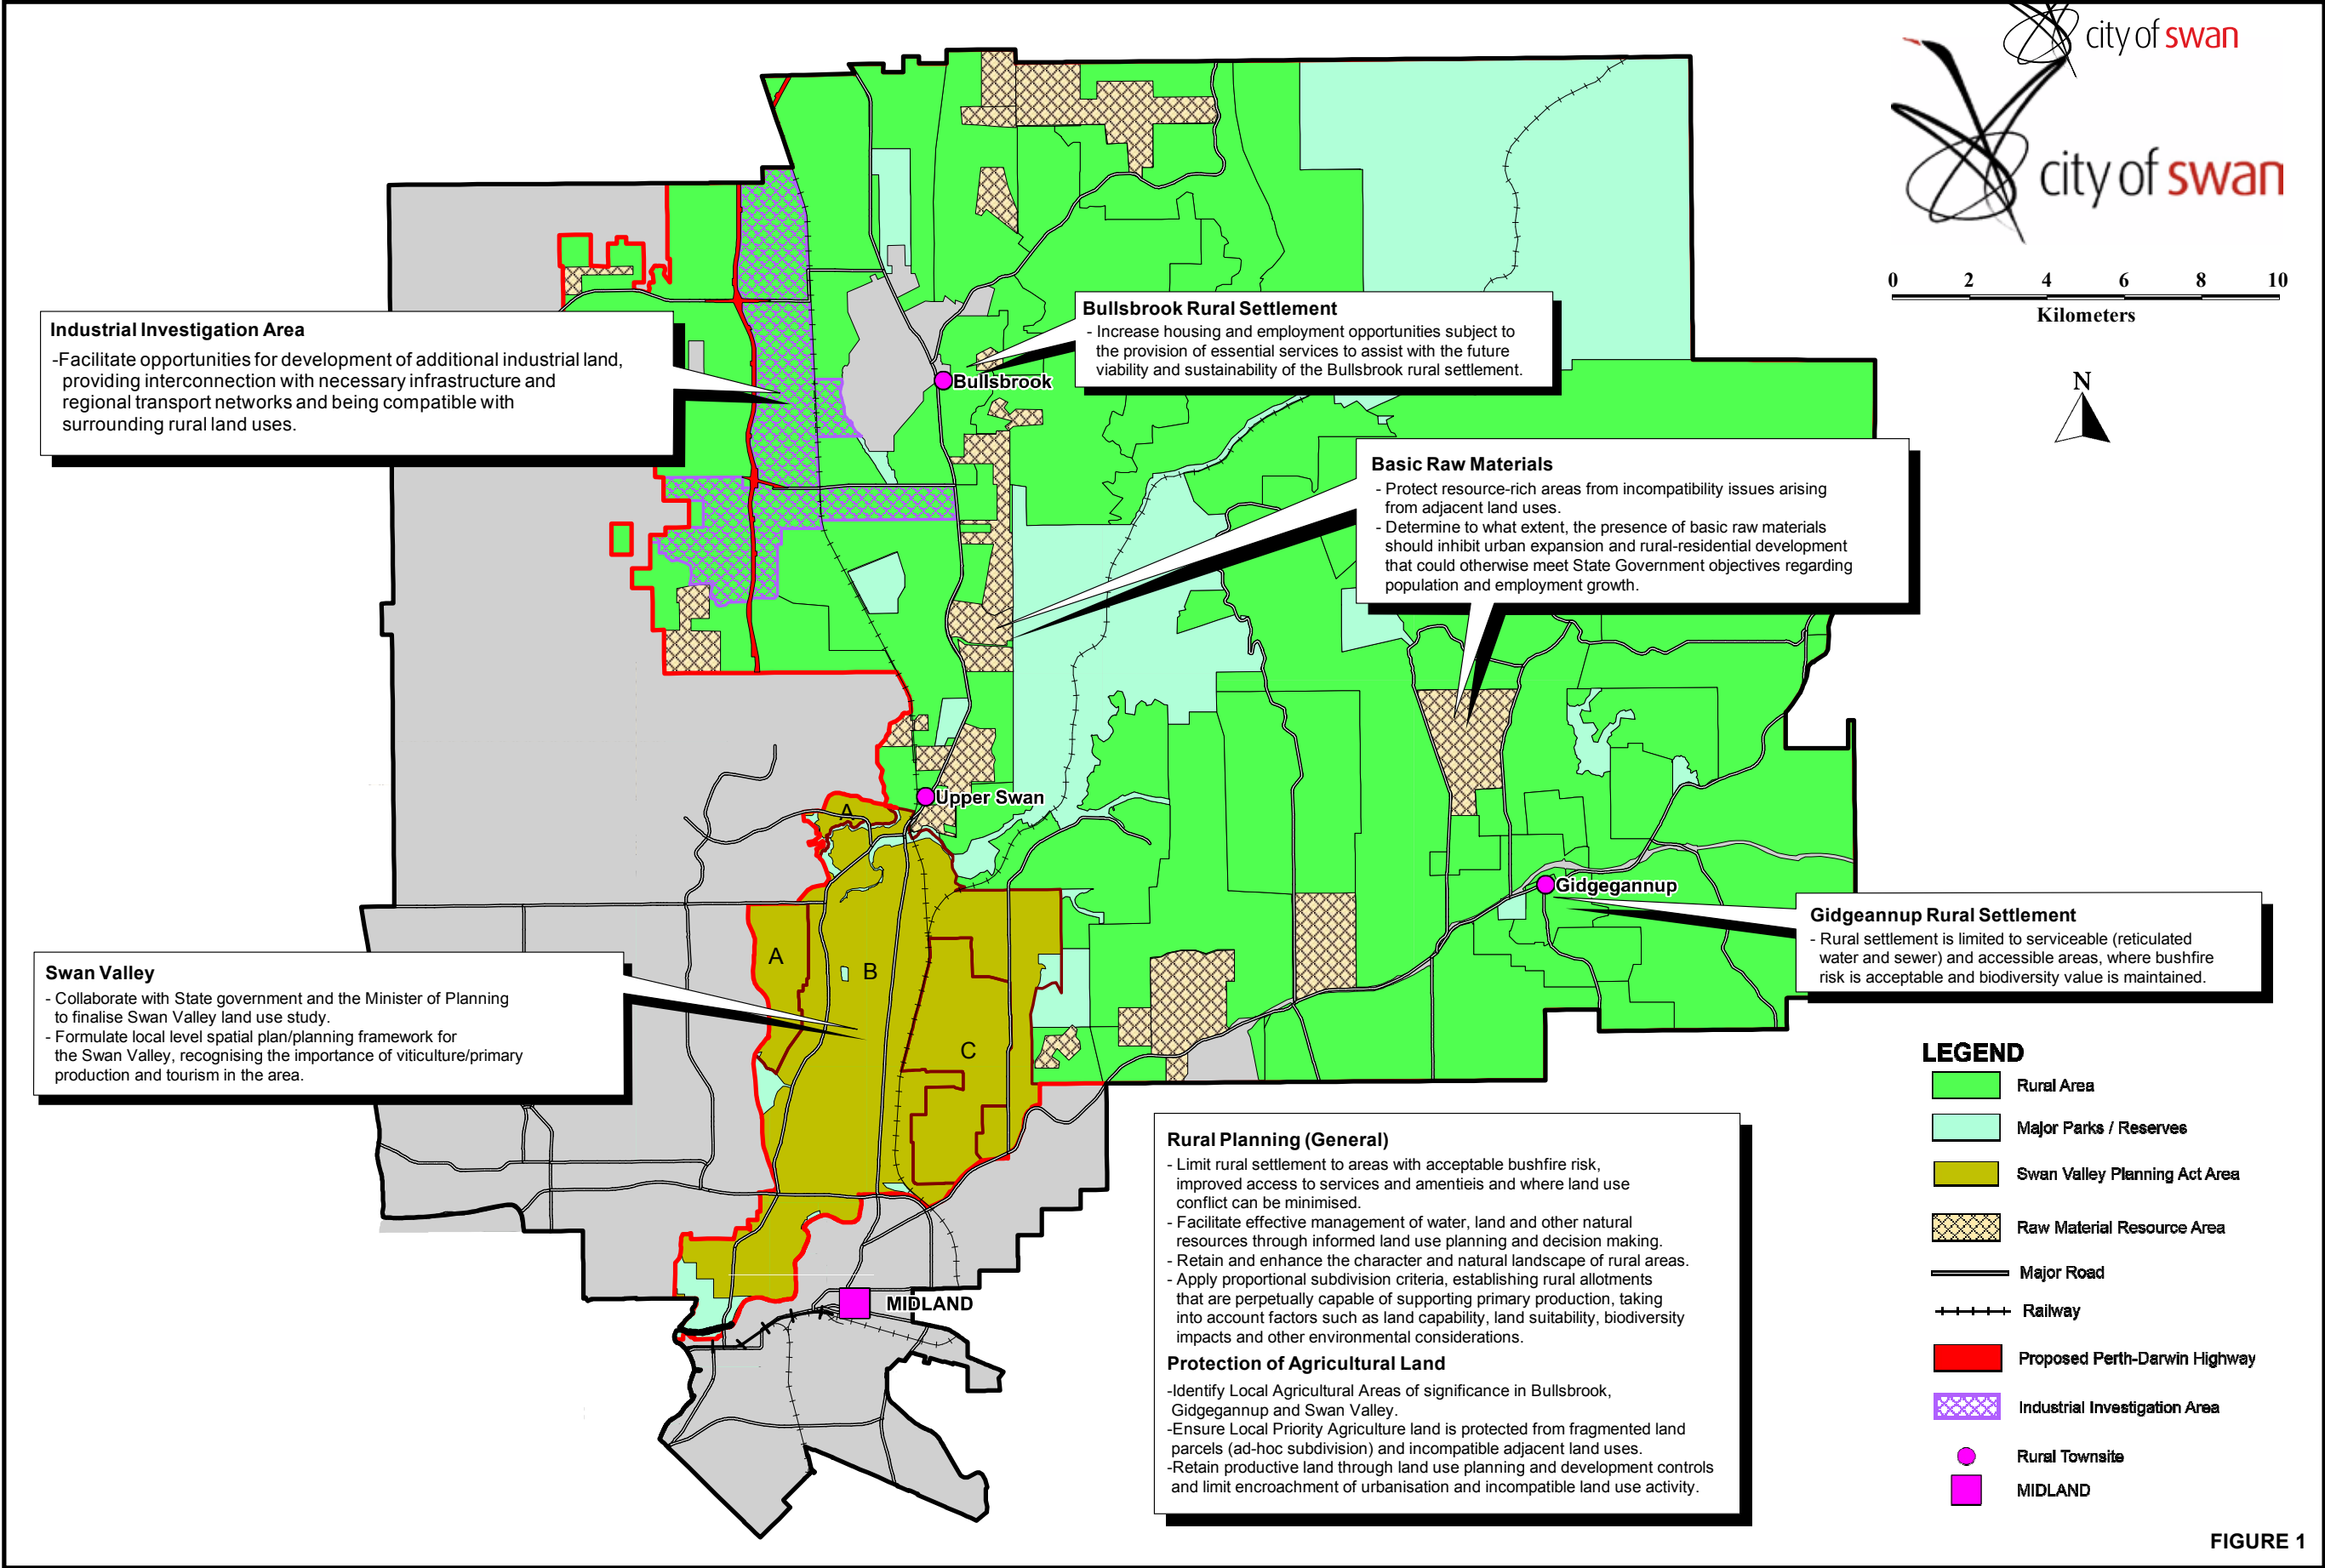 city of swan
city of swan
0 2 4 6 8 10
Kilometers
N
Industrial Investigation Area
-Facilitate opportunities for development of additional industrial land,
providing interconnection with necessary infrastructure and
regional transport networks and being compatible with
surrounding rural land uses.
Bullsbrook Rural Settlement
- Increase housing and employment opportunities subject to
the provision of essential services to assist with the future
viability and sustainability of the Bullsbrook rural settlement.
Bullsbrook
Basic Raw Materials
- Protect resource-rich areas from incompatibility issues arising
from adjacent land uses.
- Determine to what extent, the presence of basic raw materials
should inhibit urban expansion and rural-residential development
that could otherwise meet State Government objectives regarding
population and employment growth.
Upper Swan
A
Gidgegannup
Gidgeannup Rural Settlement
- Rural settlement is limited to serviceable (reticulated
water and sewer) and accessible areas, where bushfire
risk is acceptable and biodiversity value is maintained.
A
B
C
Swan Valley
- Collaborate with State government and the Minister of Planning
to finalise Swan Valley land use study.
- Formulate local level spatial plan/planning framework for
the Swan Valley, recognising the importance of viticulture/primary
production and tourism in the area.
MIDLAND
Rural Planning (General)
- Limit rural settlement to areas with acceptable bushfire risk,
improved access to services and amentieis and where land use
conflict can be minimised.
- Facilitate effective management of water, land and other natural
resources through informed land use planning and decision making.
- Retain and enhance the character and natural landscape of rural areas.
- Apply proportional subdivision criteria, establishing rural allotments
that are perpetually capable of supporting primary production, taking
into account factors such as land capability, land suitability, biodiversity
impacts and other environmental considerations.
Protection of Agricultural Land
-Identify Local Agricultural Areas of significance in Bullsbrook,
Gidgegannup and Swan Valley.
-Ensure Local Priority Agriculture land is protected from fragmented land
parcels (ad-hoc subdivision) and incompatible adjacent land uses.
-Retain productive land through land use planning and development controls
and limit encroachment of urbanisation and incompatible land use activity.
LEGEND
Rural Area
Major Parks / Reserves
Swan Valley Planning Act Area
Raw Material Resource Area
Major Road
Railway
Proposed Perth-Darwin Highway
Industrial Investigation Area
Rural Townsite
MIDLAND
FIGURE 1